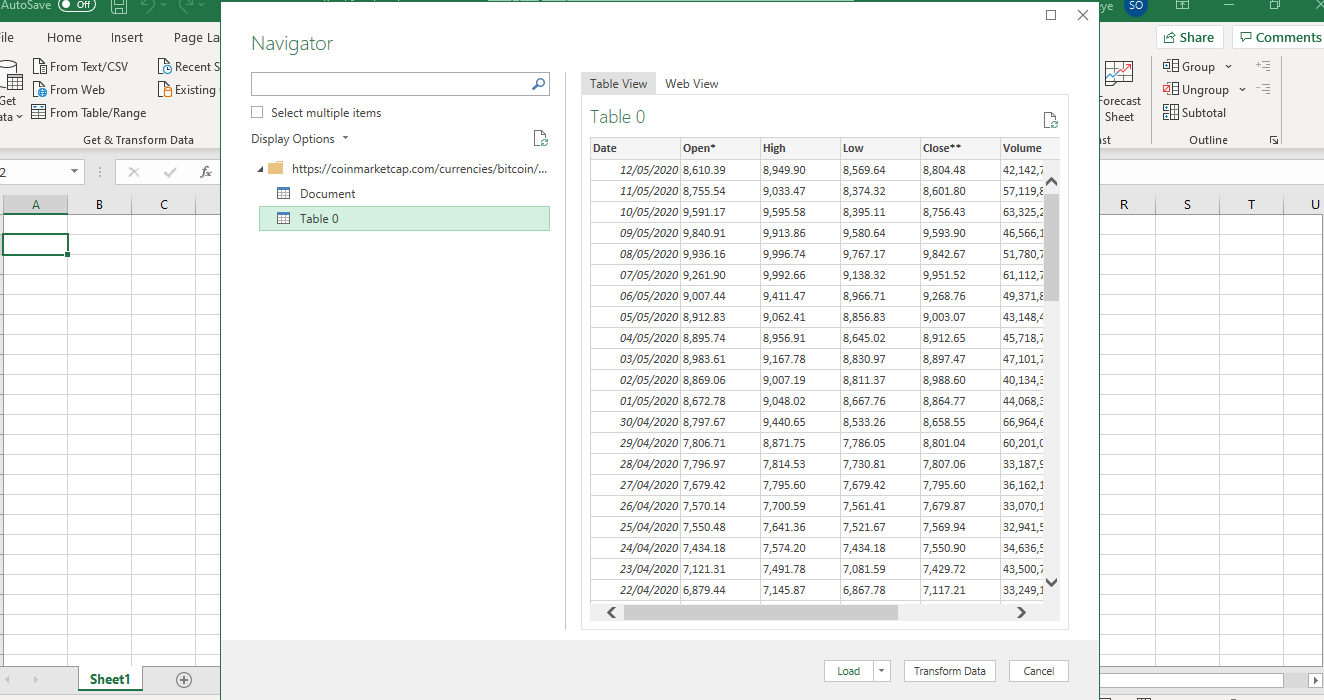 AutoSave Off SO
Home Insert Page La
Share Comments
From Text/CSV Recent S
From Web Existing
From Table/Range
Get
Get & Transform Data
Forecast
Sheet
Group
Ungroup
Subtotal
Outline
Navigator
Select multiple items
Display Options
https://coinmarketcap.com/currencies/bitcoin/...
Document
Table 0
Table View Web View
Table 0
Date Open* High Low Close** Volume
12/05/2020 8,610.39 8,949.90 8,569.64 8,804.48 42,142,7
11/05/2020 8,755.54 9,033.47 8,374.32 8,601.80 57,119,8
10/05/2020 9,591.17 9,595.58 8,395.11 8,756.43 63,325,2
09/05/2020 9,840.91 9,913.86 9,580.64 9,593.90 46,566,1
08/05/2020 9,936.16 9,996.74 9,767.17 9,842.67 51,780,7
07/05/2020 9,261.90 9,992.66 9,138.32 9,951.52 61,112,7
06/05/2020 9,007.44 9,411.47 8,966.71 9,268.76 49,371,8
05/05/2020 8,912.83 9,062.41 8,856.83 9,003.07 43,148,4
04/05/2020 8,895.74 8,956.91 8,645.02 8,912.65 45,718,7
03/05/2020 8,983.61 9,167.78 8,830.97 8,897.47 47,101,7
02/05/2020 8,869.06 9,007.19 8,811.37 8,988.60 40,134,3
01/05/2020 8,672.78 9,048.02 8,667.76 8,864.77 44,068,3
30/04/2020 8,797.67 9,440.65 8,533.26 8,658.55 66,964,6
29/04/2020 7,806.71 8,871.75 7,786.05 8,801.04 60,201,0
28/04/2020 7,796.97 7,814.53 7,730.81 7,807.06 33,187,9
27/04/2020 7,679.42 7,795.60 7,679.42 7,795.60 36,162,1
26/04/2020 7,570.14 7,700.59 7,561.41 7,679.87 33,070,1
25/04/2020 7,550.48 7,641.36 7,521.67 7,569.94 32,941,5
24/04/2020 7,434.18 7,574.20 7,434.18 7,550.90 34,636,5
23/04/2020 7,121.31 7,491.78 7,081.59 7,429.72 43,500,7
22/04/2020 6,879.44 7,145.87 6,867.78 7,117.21 33,249,1
Load Transform Data Cancel
fx
A B C R S T U
Sheet1